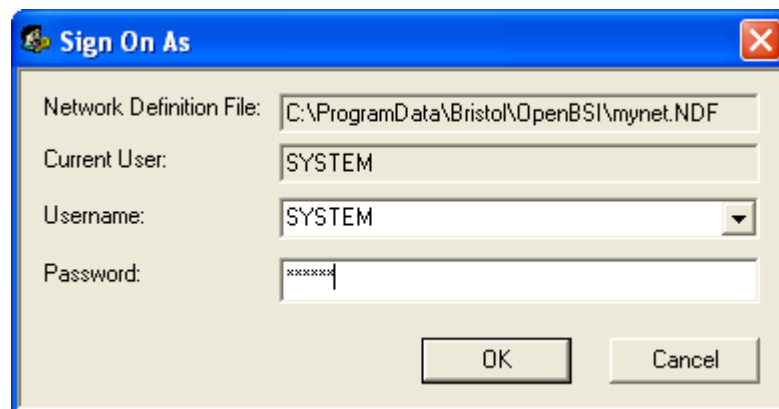 Sign On As
Network Definition File: C:\ProgramData\Bristol\OpenBSI\mynet.NDF
Current User: SYSTEM
Username: SYSTEM
Password: ******
OK Cancel